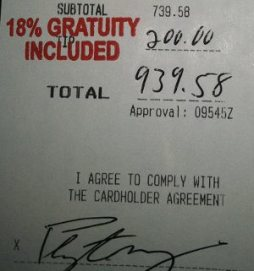 SUBTOTAL 739.58
18% GRATUITY
INCLUDED
TIP 200.00
TOTAL 939.58
Approval: 09545Z
I AGREE TO COMPLY WITH
THE CARDHOLDER AGREEMENT
X